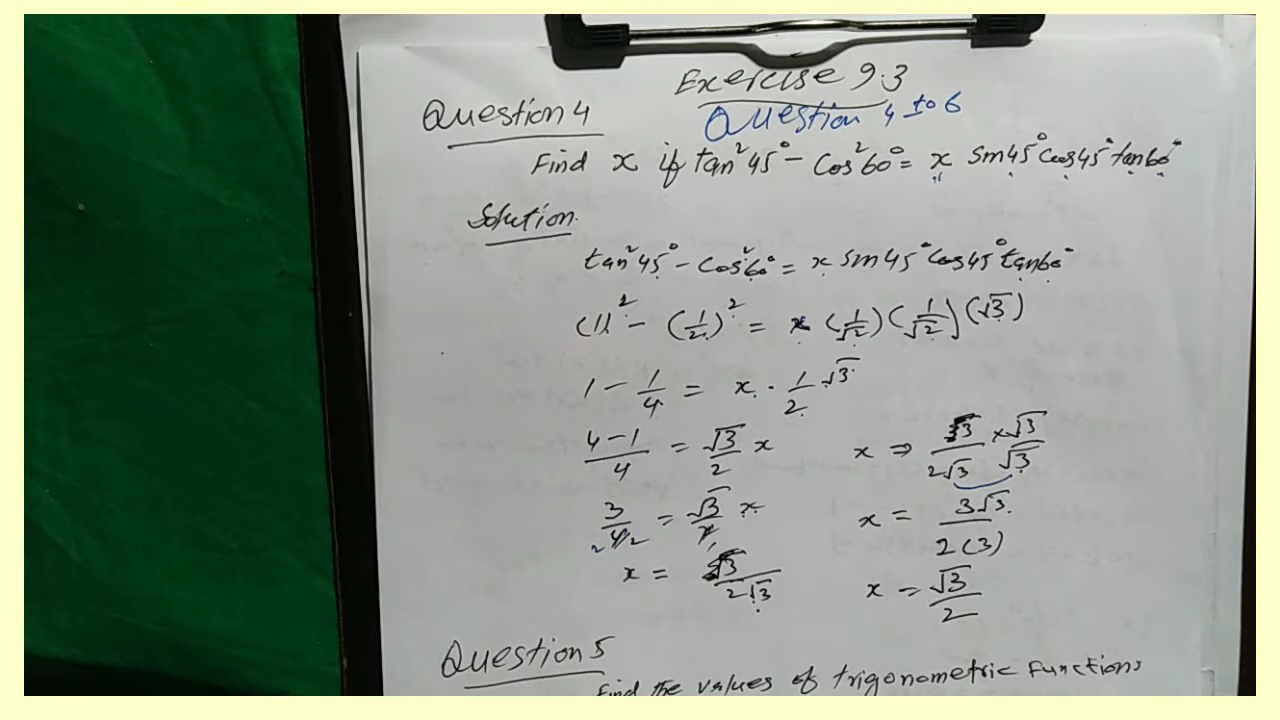 Exercise 9.3
Question 4 to 6
Question 4
Find x if tan²45° - Cos²60° = x sin45° Cos45° tan60°
Solution.
tan²45° - Cos²60° = x sin45° Cos45° tan60°
(1)² - (1/2)² = x (1/√2) (1/√2) (√3)
1 - 1/4 = x · 1/2 √3
4-1/4 = √3/2 x
3/4 = √3/2 x
x = 3/2√3
x ⇒ 3/2√3 × √3/√3
x = 3√3/2(3)
x = √3/2
Question 5
Find the values of trigonometric functions